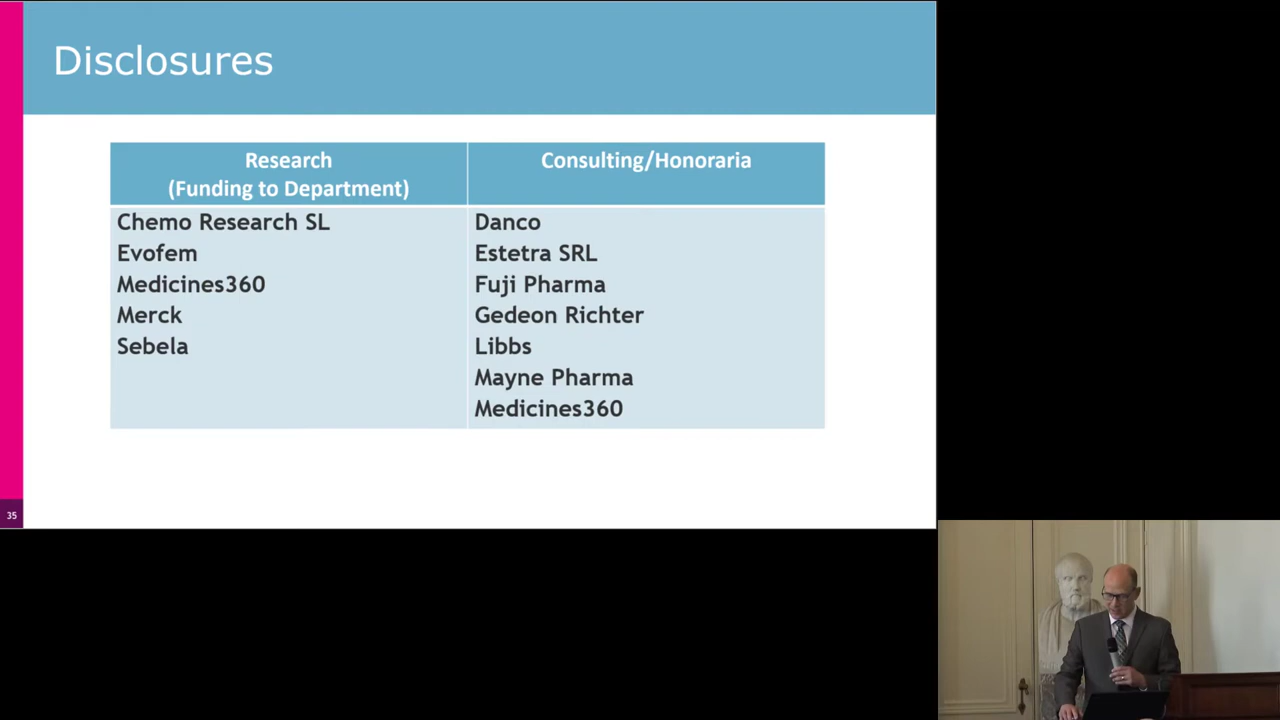 Disclosures
Research
(Funding to Department)
Consulting/Honoraria
Chemo Research SL
Evofem
Medicines360
Merck
Sebela
Danco
Estetra SRL
Fuji Pharma
Gedeon Richter
Libbs
Mayne Pharma
Medicines360
35